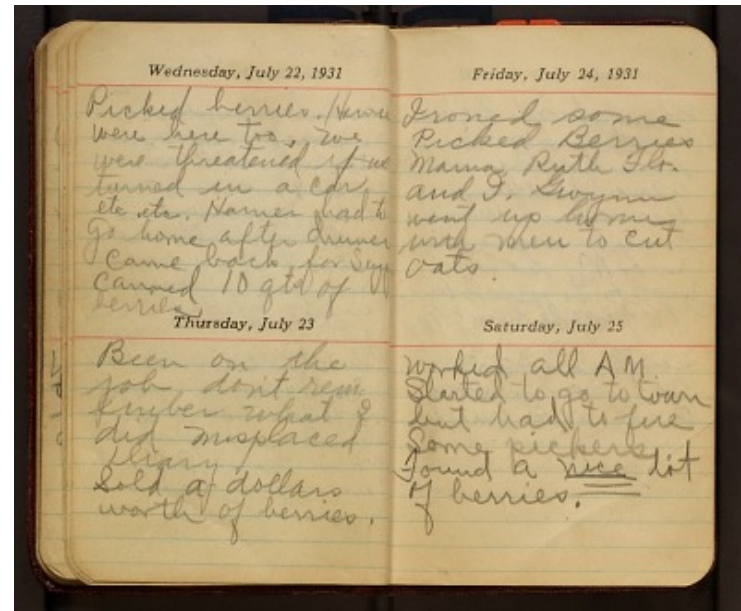 Wednesday, July 22, 1931
Picked berries.
were here too, we
were threatened if we
turned in a car,
etc etc. had to
go home after dinner
came back for
canned 10 qts of
berries.
Thursday, July 23
Been on the
job don't rem
ember what I
did misplaced
diary
Sold a dollars
worth of berries.
Friday, July 24, 1931
Ironed some
Picked Berries
Mama Ruth Flo.
and I. Gwynn
went up home
with men to cut
oats.
Saturday, July 25
worked all AM.
Started to go to town
but had to fire
Some pickers
Found a nice lot
of berries.